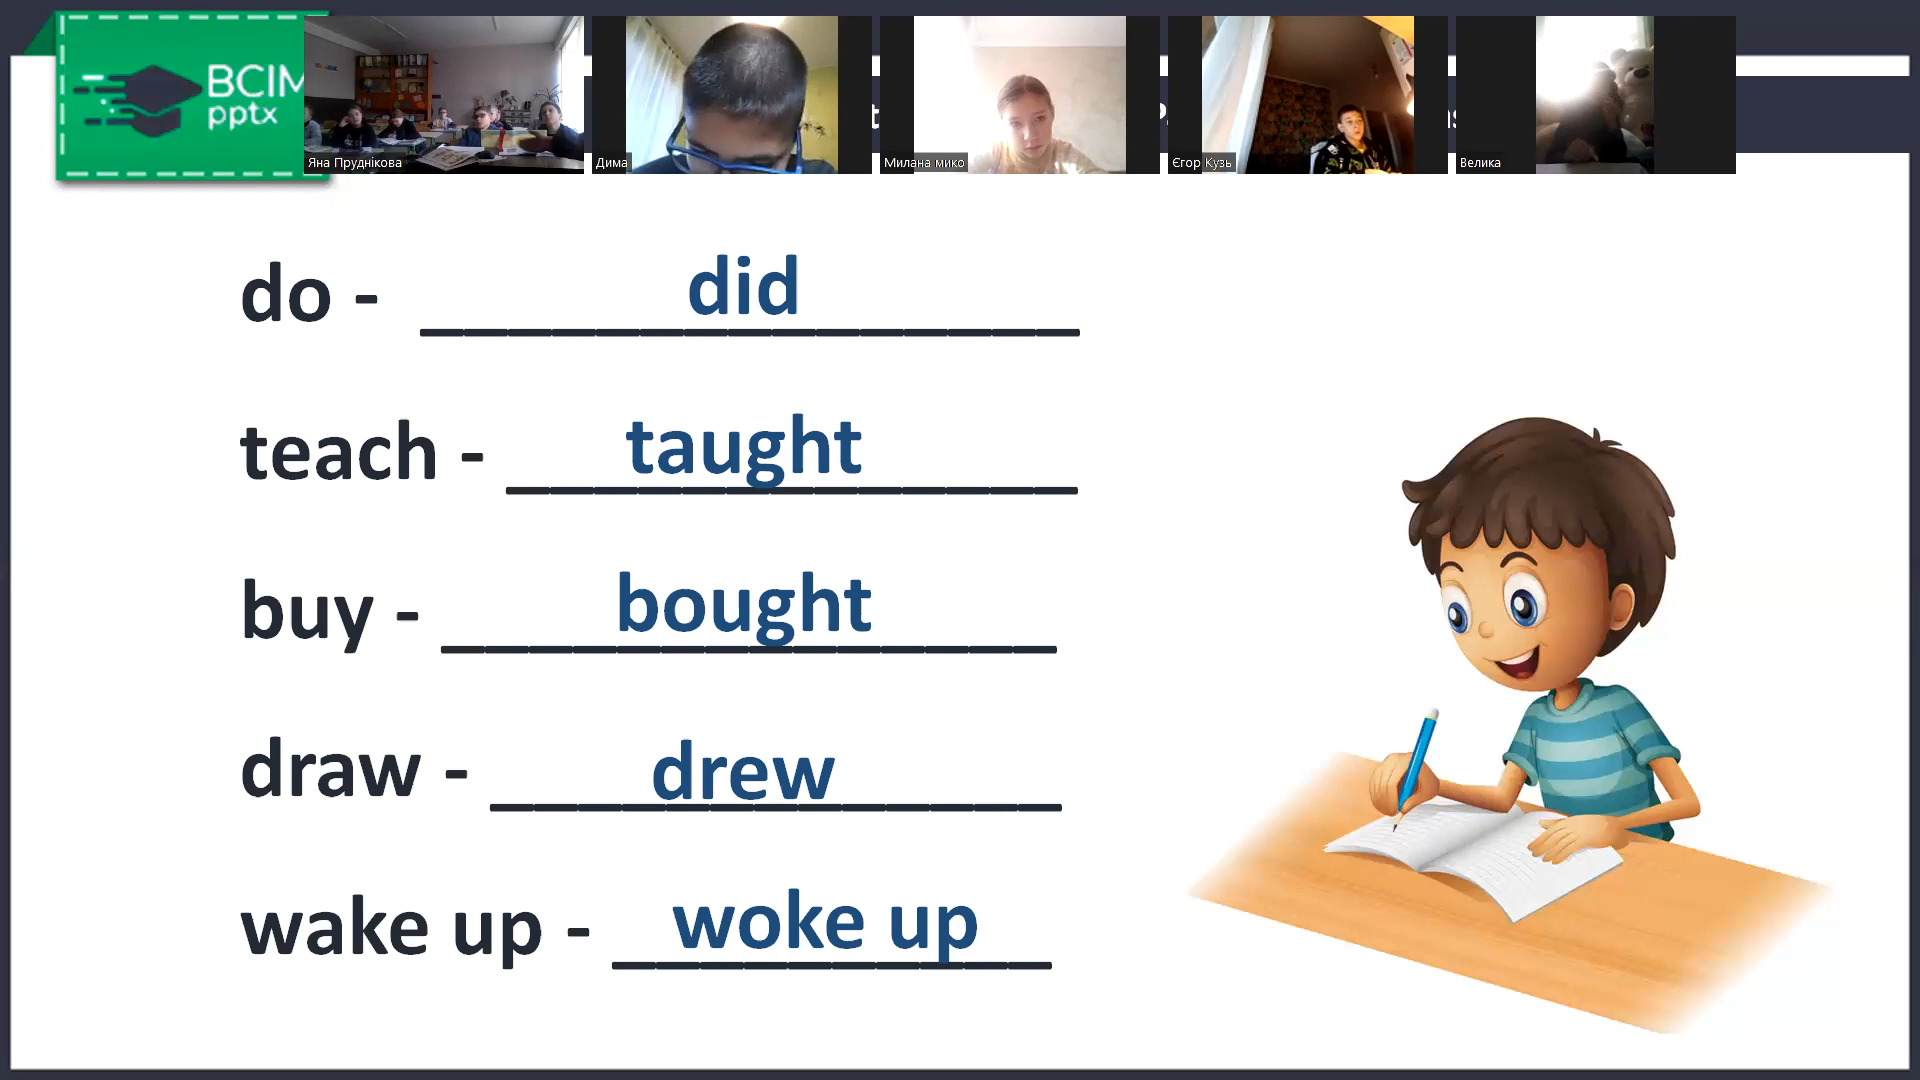 BCIM
pptx
Яна Пруднікова
Дима
Милана мико
Єгор Кузь
Велика
do - did
teach - taught
buy - bought
draw - drew
wake up - woke up